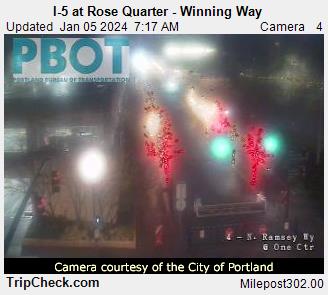 I-5 at Rose Quarter - Winning Way
Updated  Jan 05 2024  7:17 AM    Camera    4
PBOT
PORTLAND BUREAU OF TRANSPORTATION
4 - N. Ramsey Wy
@ One Ctr
Camera courtesy of the City of Portland
TripCheck.com    Milepost302.00